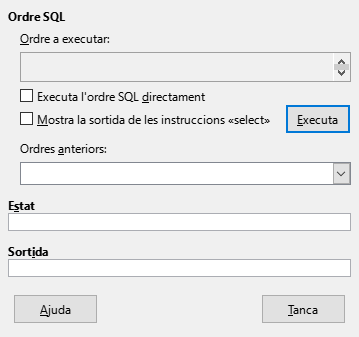 Ordre SQL
Ordre a executar:
Executa l'ordre SQL directament
Mostra la sortida de les instruccions «select»
Executa
Ordres anteriors:
Estat
Sortida
Ajuda
Tanca